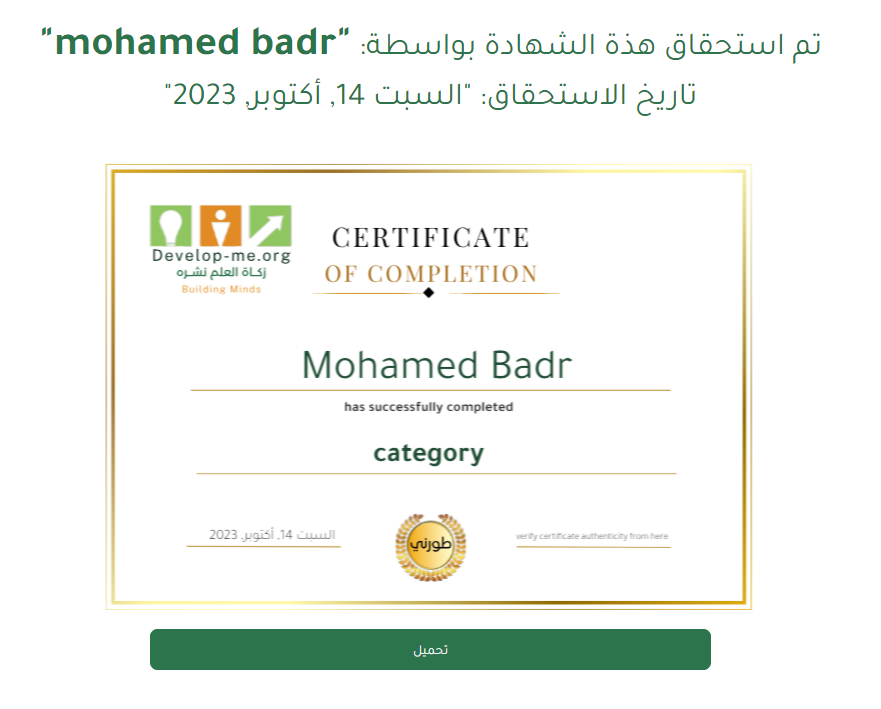 تم استحقاق هذة الشهادة بواسطة: "mohamed badr"
تاريخ الاستحقاق: "السبت 14, أكتوبر, 2023"
Develop-me.org
زكاة العلم نشره
Building Minds
CERTIFICATE
OF COMPLETION
Mohamed Badr
has successfully completed
category
السبت 14, أكتوبر, 2023
طورني
verify certificate authenticity from here
تحميل